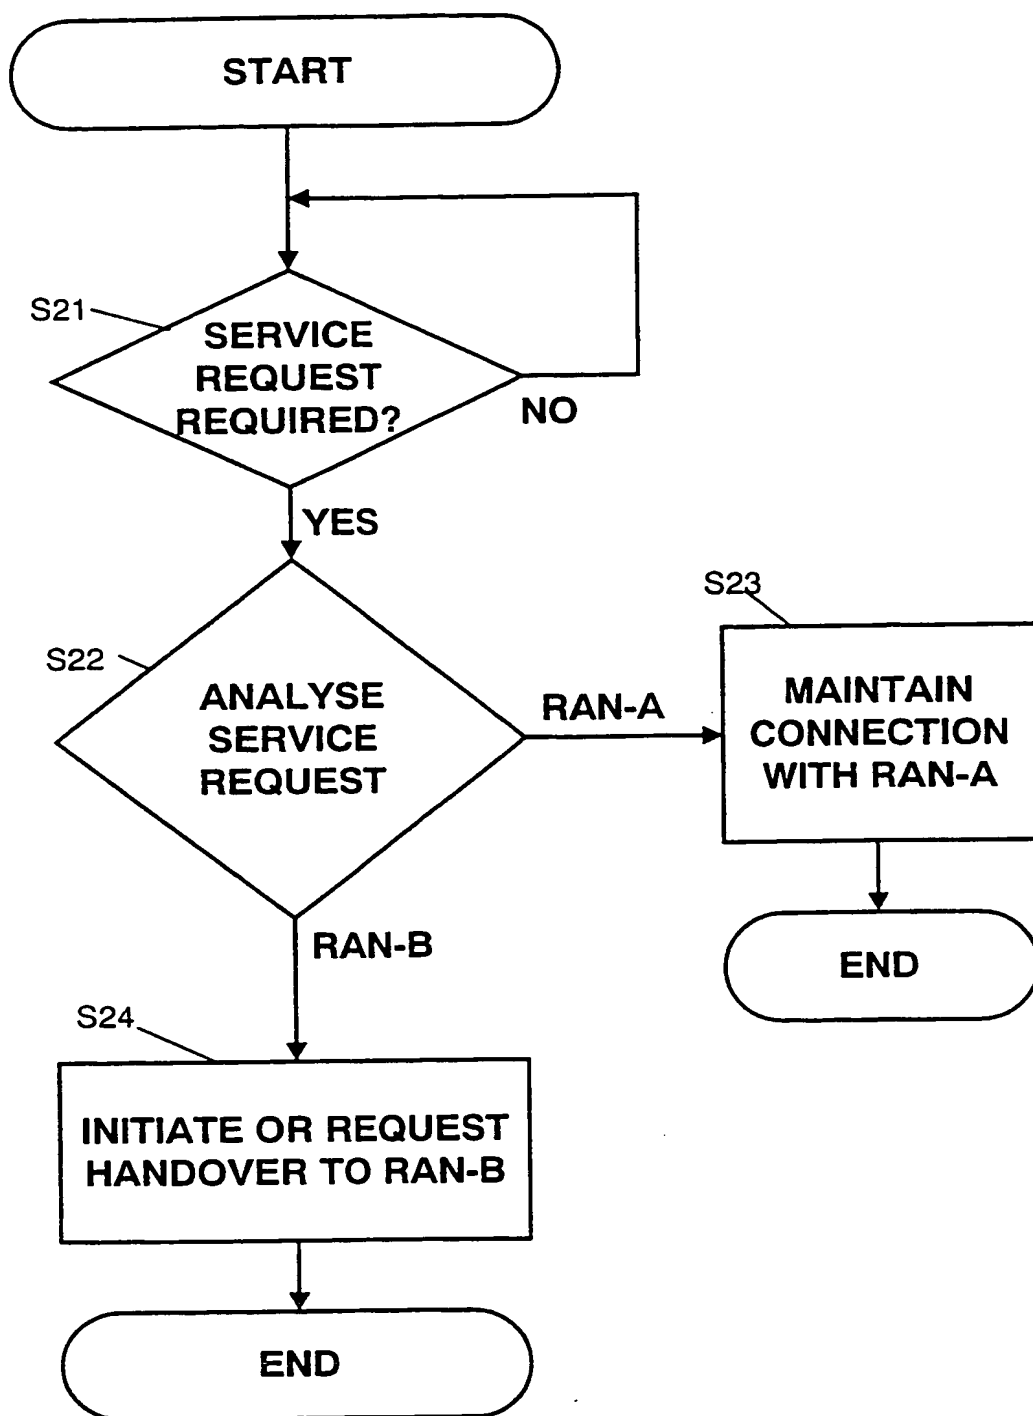 START
S21
SERVICE
REQUEST
REQUIRED?
NO
YES
S22
ANALYSE
SERVICE
REQUEST
RAN-A
S23
MAINTAIN
CONNECTION
WITH RAN-A
END
RAN-B
S24
INITIATE OR REQUEST
HANDOVER TO RAN-B
END